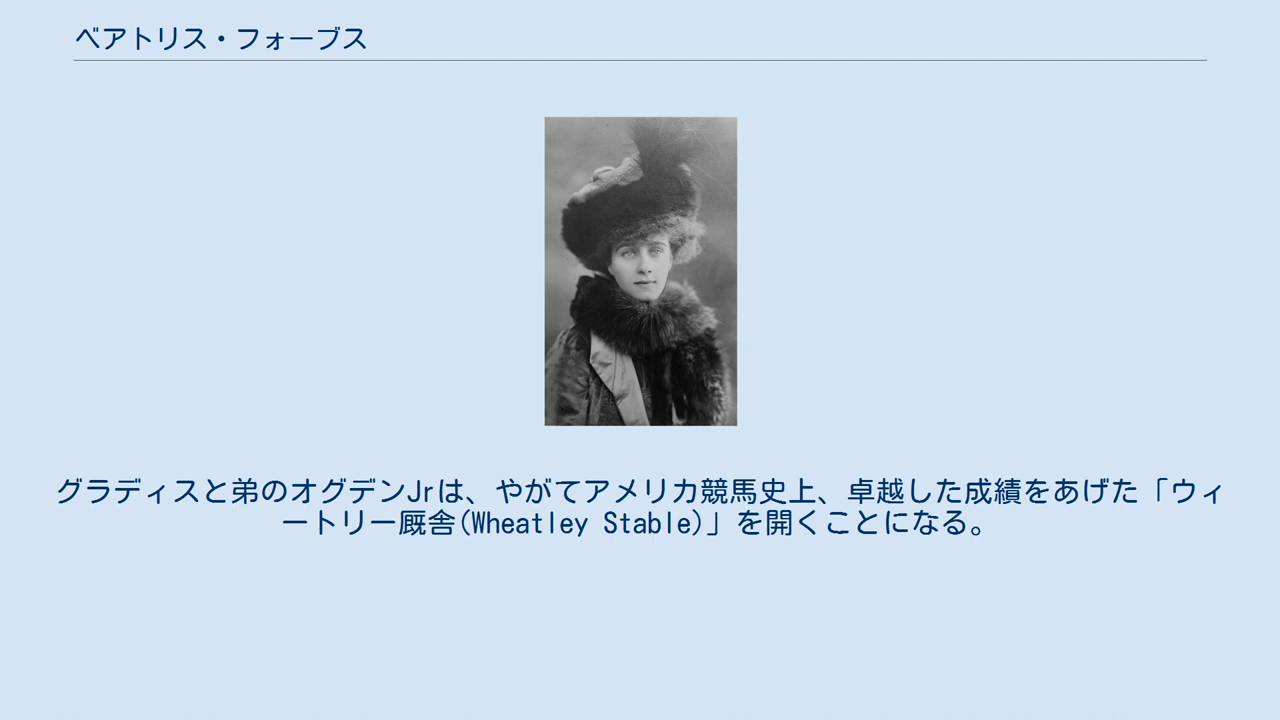 ベアトリス・フォーブス
グラディスと弟のオグデンJrは、やがてアメリカ競馬史上、卓越した成績をあげた「ウィ
ートリー厩舎(Wheatley Stable)」を開くことになる。